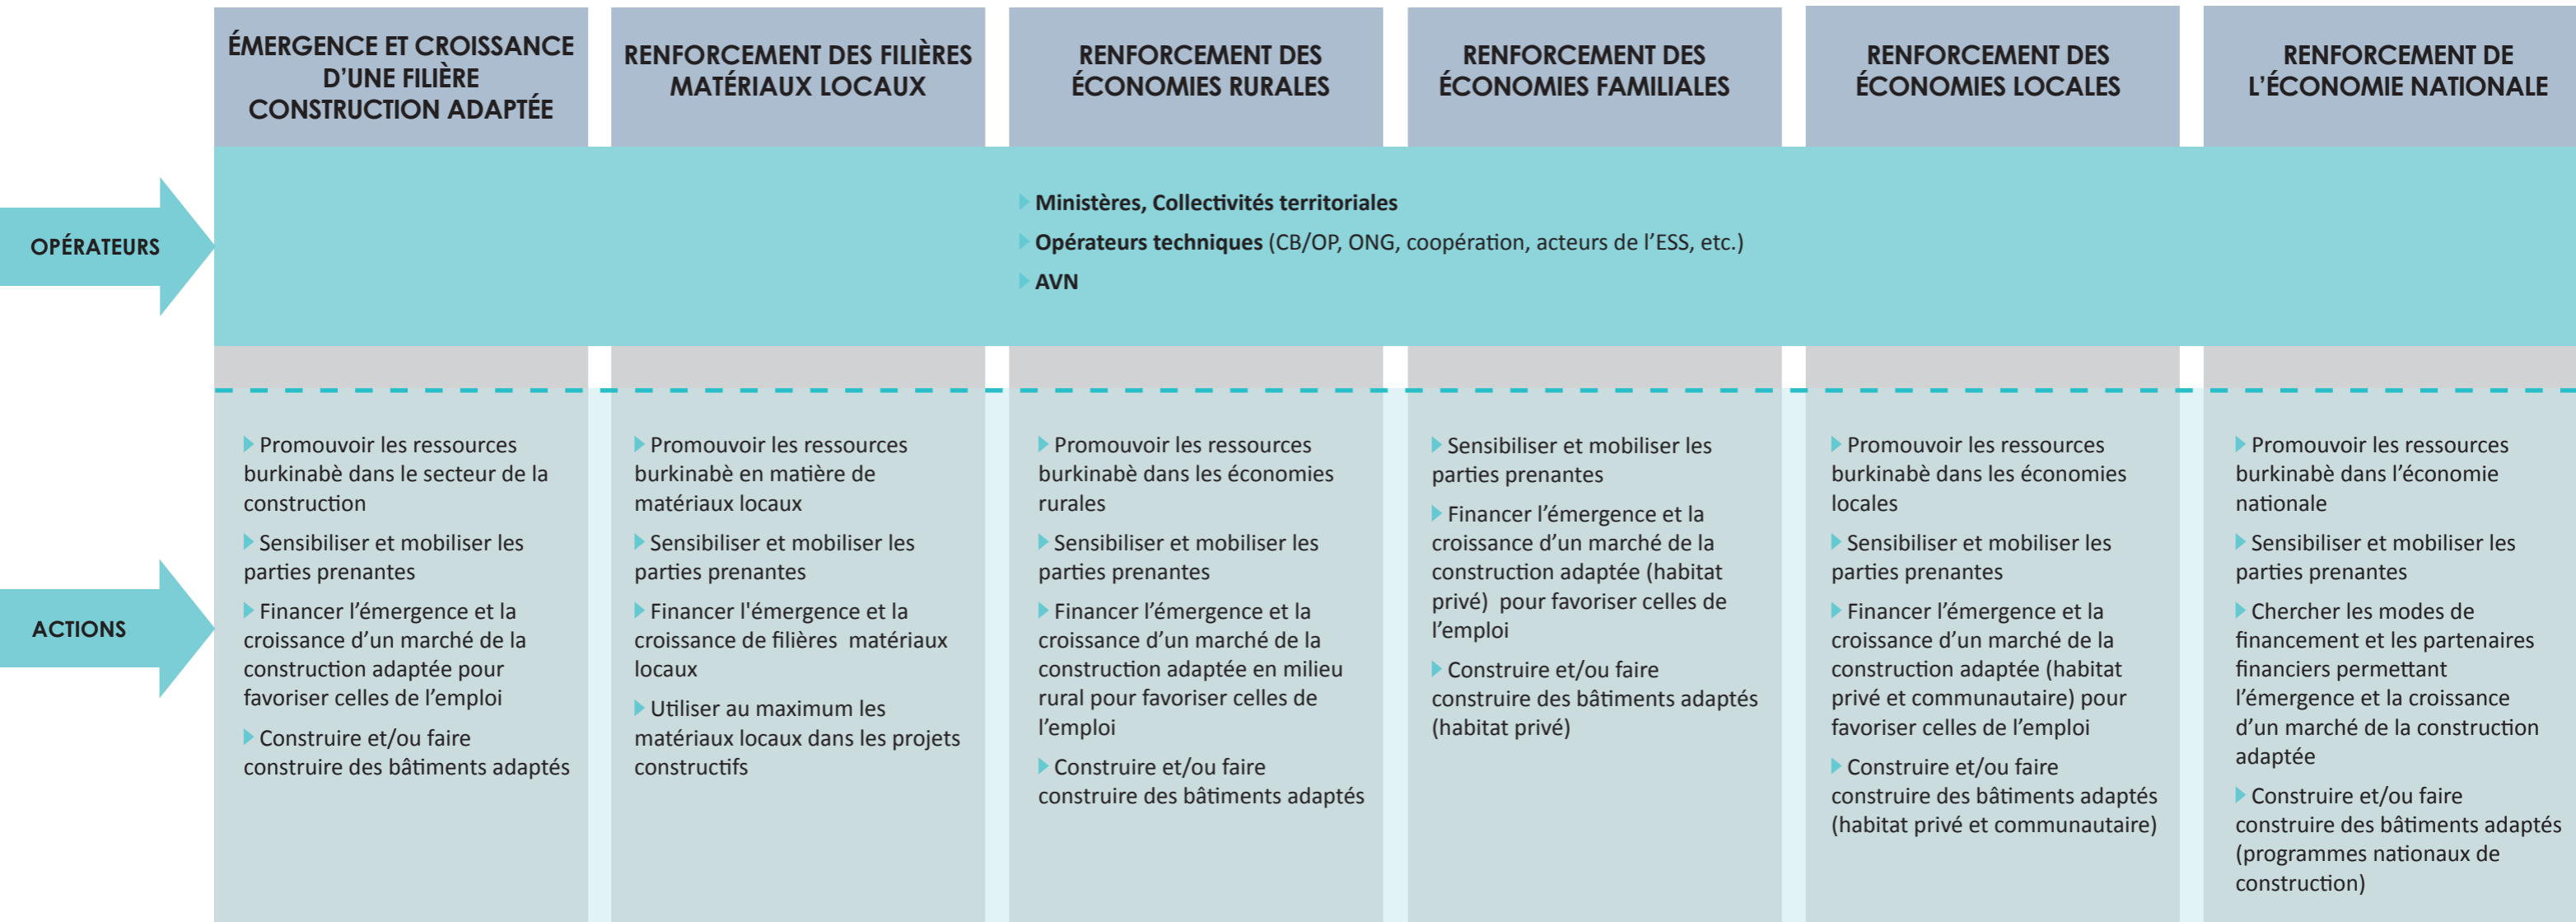 ÉMERGENCE ET CROISSANCE
D'UNE FILIÈRE
CONSTRUCTION ADAPTÉE
RENFORCEMENT DES FILIÈRES
MATÉRIAUX LOCAUX
RENFORCEMENT DES
ÉCONOMIES RURALES
RENFORCEMENT DES
ÉCONOMIES FAMILIALES
RENFORCEMENT DES
ÉCONOMIES LOCALES
RENFORCEMENT DE
L'ÉCONOMIE NATIONALE
OPÉRATEURS
Ministères, Collectivités territoriales
Opérateurs techniques (CB/OP, ONG, coopération, acteurs de l'ESS, etc.)
AVN
ACTIONS
Promouvoir les ressources
burkinabè dans le secteur de la
construction
Sensibiliser et mobiliser les
parties prenantes
Financer l'émergence et la
croissance d'un marché de la
construction adaptée pour
favoriser celles de l'emploi
Construire et/ou faire
construire des bâtiments adaptés
Promouvoir les ressources
burkinabè en matière de
matériaux locaux
Sensibiliser et mobiliser les
parties prenantes
Financer l'émergence et la
croissance de filières matériaux
locaux
Utiliser au maximum les
matériaux locaux dans les projets
constructifs
Promouvoir les ressources
burkinabè dans les économies
rurales
Sensibiliser et mobiliser les
parties prenantes
Financer l'émergence et la
croissance d'un marché de la
construction adaptée en milieu
rural pour favoriser celles de
l'emploi
Construire et/ou faire
construire des bâtiments adaptés
Sensibiliser et mobiliser les
parties prenantes
Financer l'émergence et la
croissance d'un marché de la
construction adaptée (habitat
privé) pour favoriser celles de
l'emploi
Construire et/ou faire
construire des bâtiments adaptés
(habitat privé)
Promouvoir les ressources
burkinabè dans les économies
locales
Sensibiliser et mobiliser les
parties prenantes
Financer l'émergence et la
croissance d'un marché de la
construction adaptée (habitat
privé et communautaire) pour
favoriser celles de l'emploi
Construire et/ou faire
construire des bâtiments adaptés
(habitat privé et communautaire)
Promouvoir les ressources
burkinabè dans l'économie
nationale
Sensibiliser et mobiliser les
parties prenantes
Chercher les modes de
financement et les partenaires
financiers permettant
l'émergence et la croissance
d'un marché de la construction
adaptée
Construire et/ou faire
construire des bâtiments adaptés
(programmes nationaux de
construction)